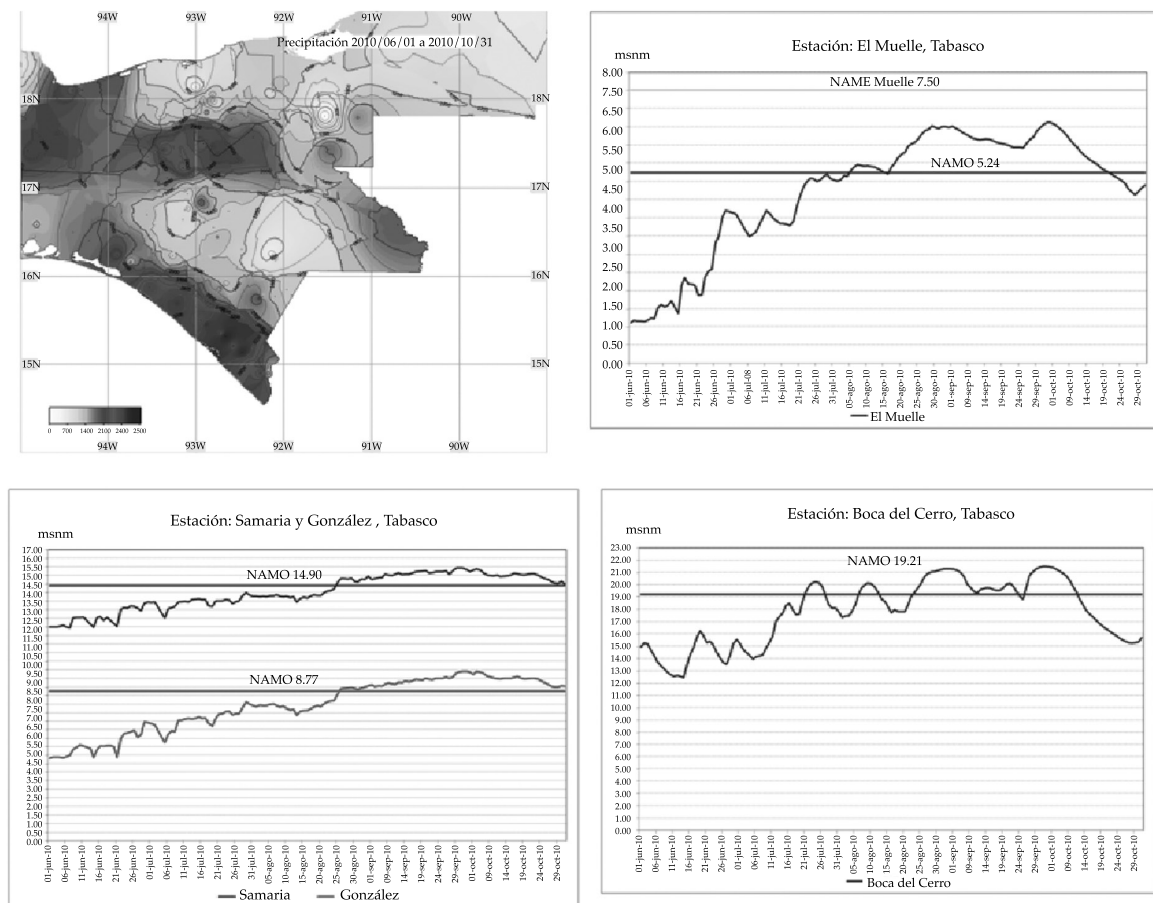 94W 93W 92W 91W 90W
Precipitación 2010/06/01 a 2010/10/31
18N 18N
17N 17N
16N 16N
15N 15N
0 700 1400 2100 2400 2500
94W 93W 92W 91W 90W
msnm
Estación: El Muelle, Tabasco
NAME Muelle 7.50
NAMO 5.24
8.00
7.50
6.50
6.00
5.50
5.00
4.50
4.00
3.50
3.00
2.50
2.00
1.50
1.00
0.50
0.00
01-jun-10
06-jun-10
11-jun-10
16-jun-10
21-jun-10
26-jun-10
01-jul-10
06-jul-08
11-jul-10
16-jul-10
21-jul-10
26-jul-10
31-jul-10
05-ago-10
10-ago-10
15-ago-10
20-ago-10
25-ago-10
30-ago-10
01-sep-10
09-sep-10
14-sep-10
19-sep-10
24-sep-10
29-sep-10
01-oct-10
09-oct-10
14-oct-10
19-oct-10
24-oct-10
29-oct-10
El Muelle
Estación: Samaria y González , Tabasco
msnm
NAMO 14.90
NAMO 8.77
17.00
16.50
15.50
15.00
14.50
13.50
13.00
12.50
12.00
11.50
11.00
10.50
10.00
9.50
9.00
8.50
8.00
7.50
7.00
6.50
6.00
5.50
5.00
4.50
4.00
3.50
3.00
2.50
2.00
1.50
1.00
0.50
0.00
01-jun-10
06-jun-10
11-jun-10
16-jun-10
21-jun-10
26-jun-10
01-jul-10
06-jul-10
11-jul-10
16-jul-10
21-jul-10
26-jul-10
31-jul-10
05-ago-10
10-ago-10
15-ago-10
20-ago-10
25-ago-10
30-ago-10
01-sep-10
09-sep-10
14-sep-10
19-sep-10
24-sep-10
29-sep-10
01-oct-10
09-oct-10
14-oct-10
19-oct-10
24-oct-10
29-oct-10
Samaria González
Estación: Boca del Cerro, Tabasco
msnm
NAMO 19.21
23.00
22.00
21.00
20.00
19.00
18.00
17.00
16.00
15.00
14.00
13.00
12.00
11.00
10.00
9.00
8.00
7.00
6.00
5.00
4.00
3.00
2.00
1.00
0.00
01-jun-10
06-jun-10
11-jun-10
16-jun-10
21-jun-10
26-jun-10
01-jul-10
06-jul-10
11-jul-10
16-jul-10
21-jul-10
26-jul-10
31-jul-10
05-ago-10
10-ago-10
15-ago-10
20-ago-10
25-ago-10
30-ago-10
01-sep-10
09-sep-10
14-sep-10
19-sep-10
24-sep-10
29-sep-10
01-oct-10
09-oct-10
14-oct-10
19-oct-10
24-oct-10
29-oct-10
Boca del Cerro